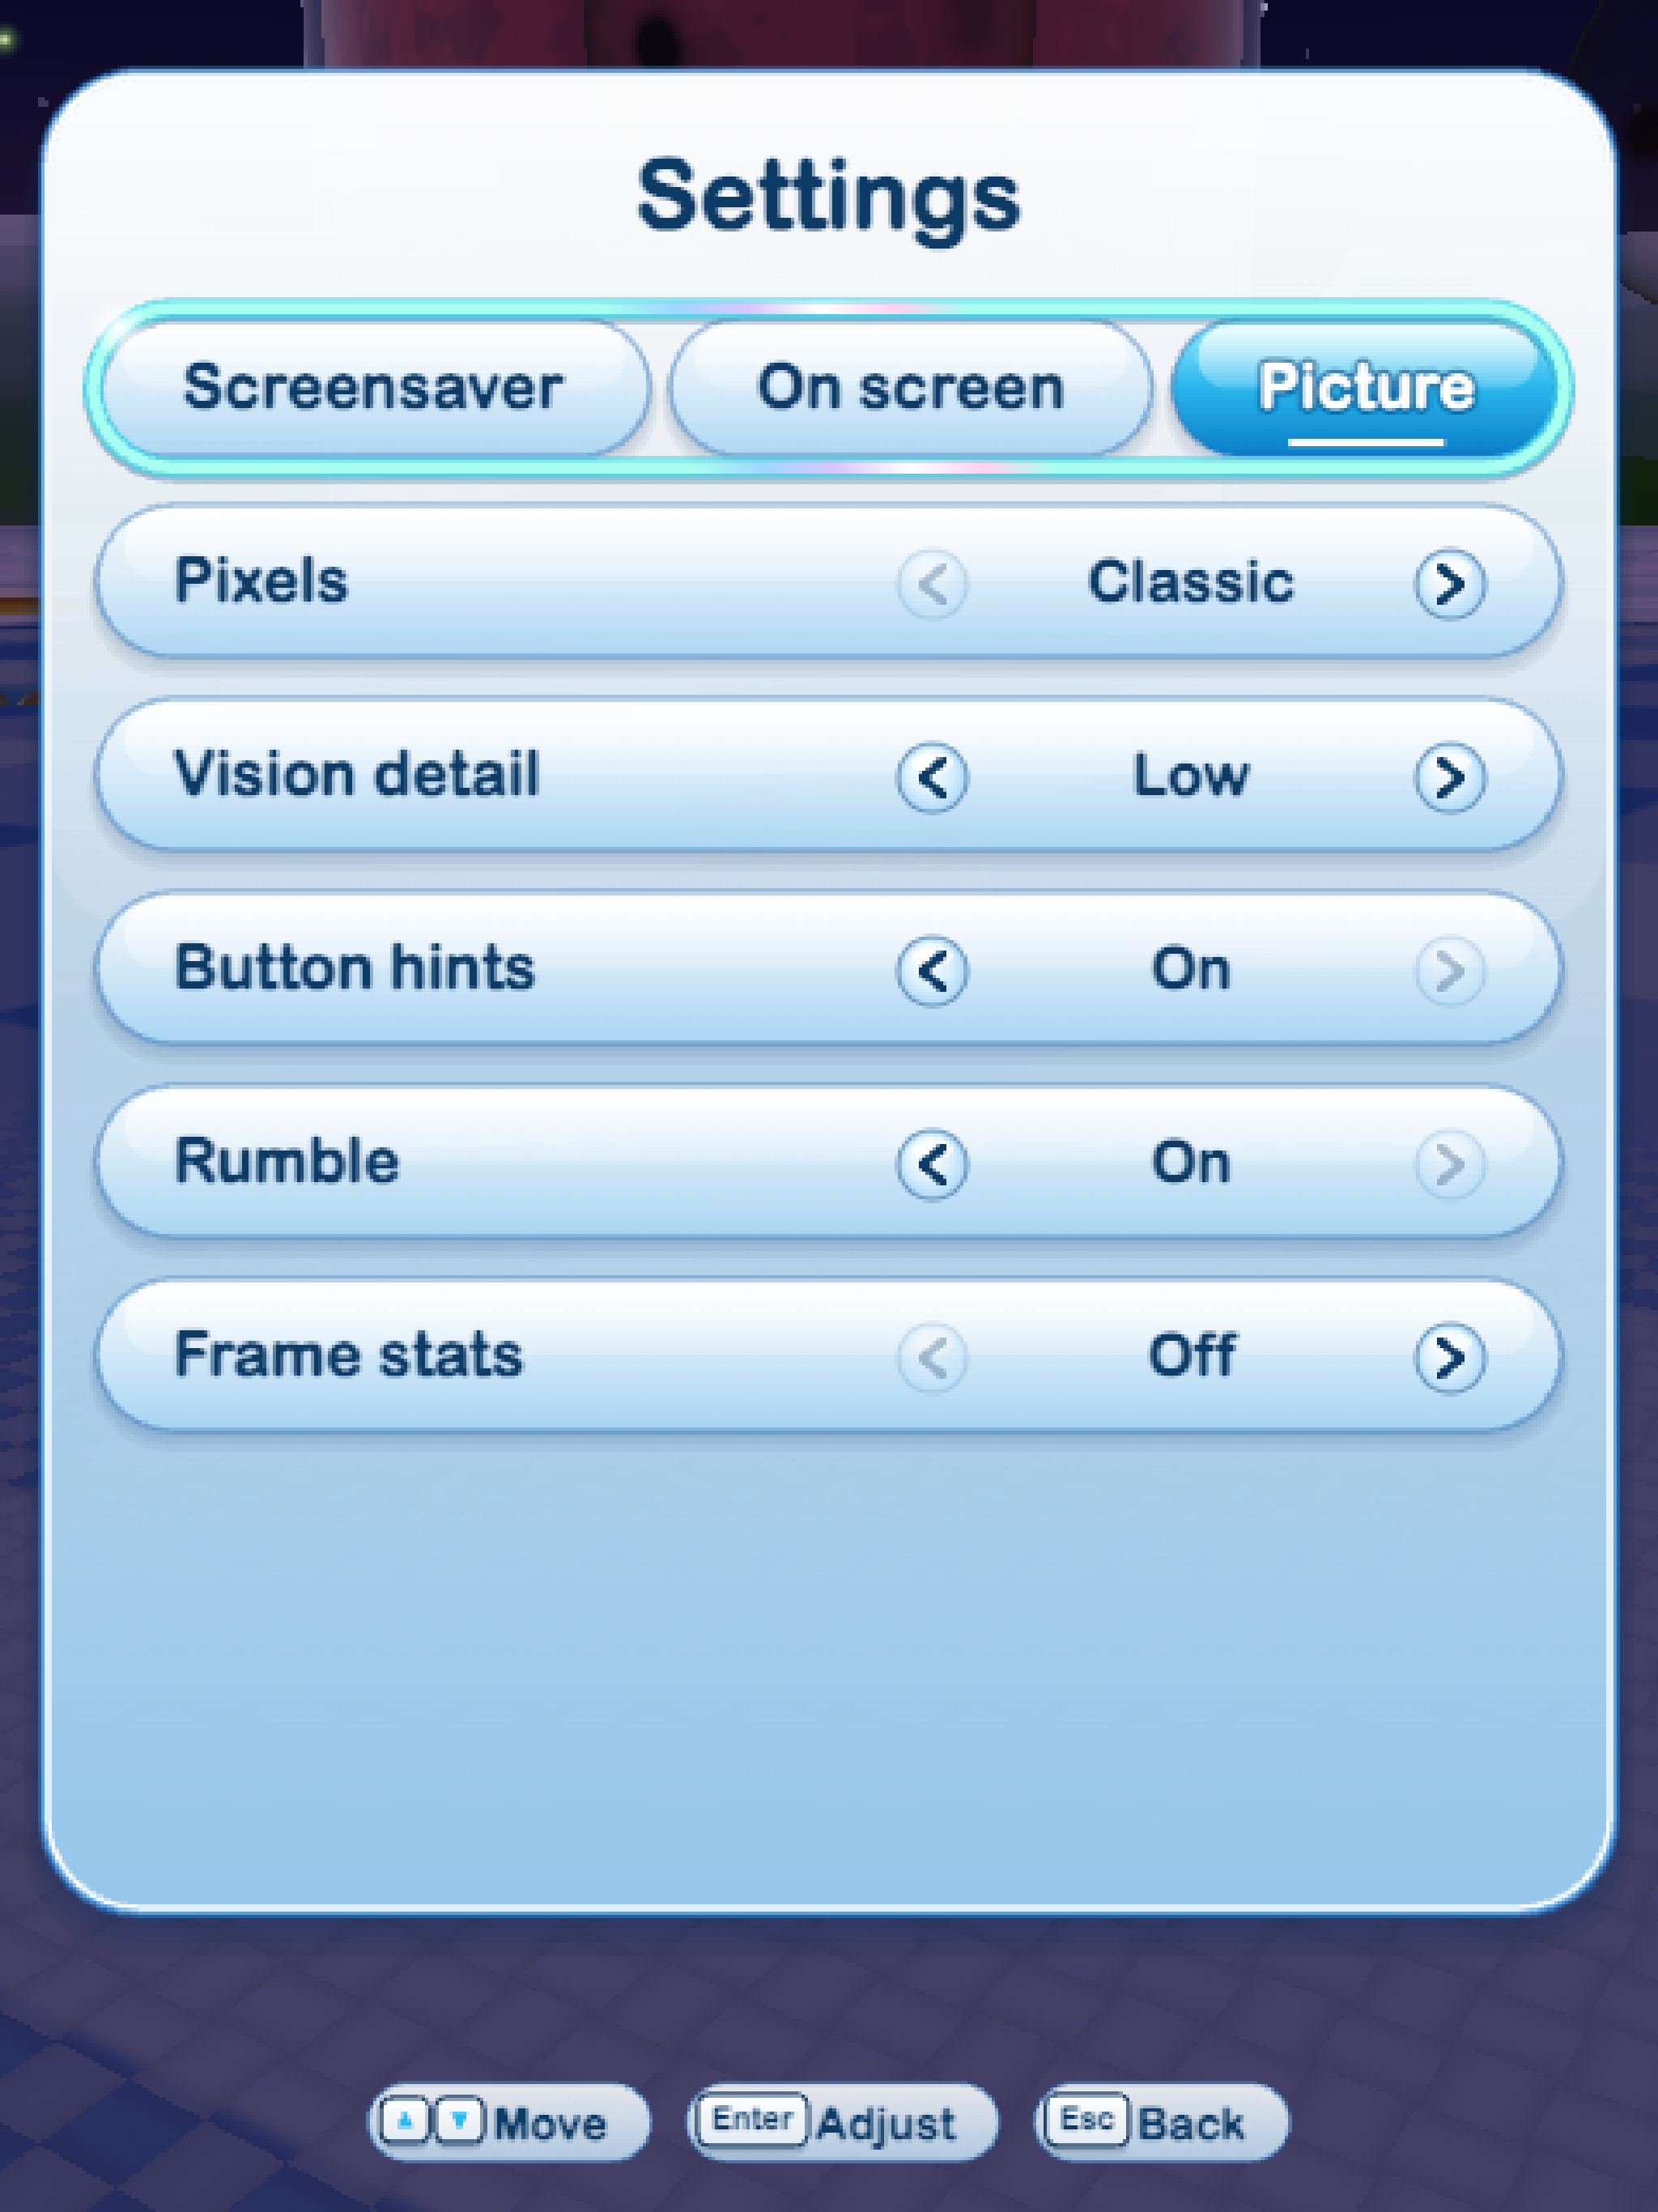 Settings
Screensaver On screen Picture
Pixels Classic
Vision detail Low
Button hints On
Rumble On
Frame stats Off
Move Enter Adjust Esc Back